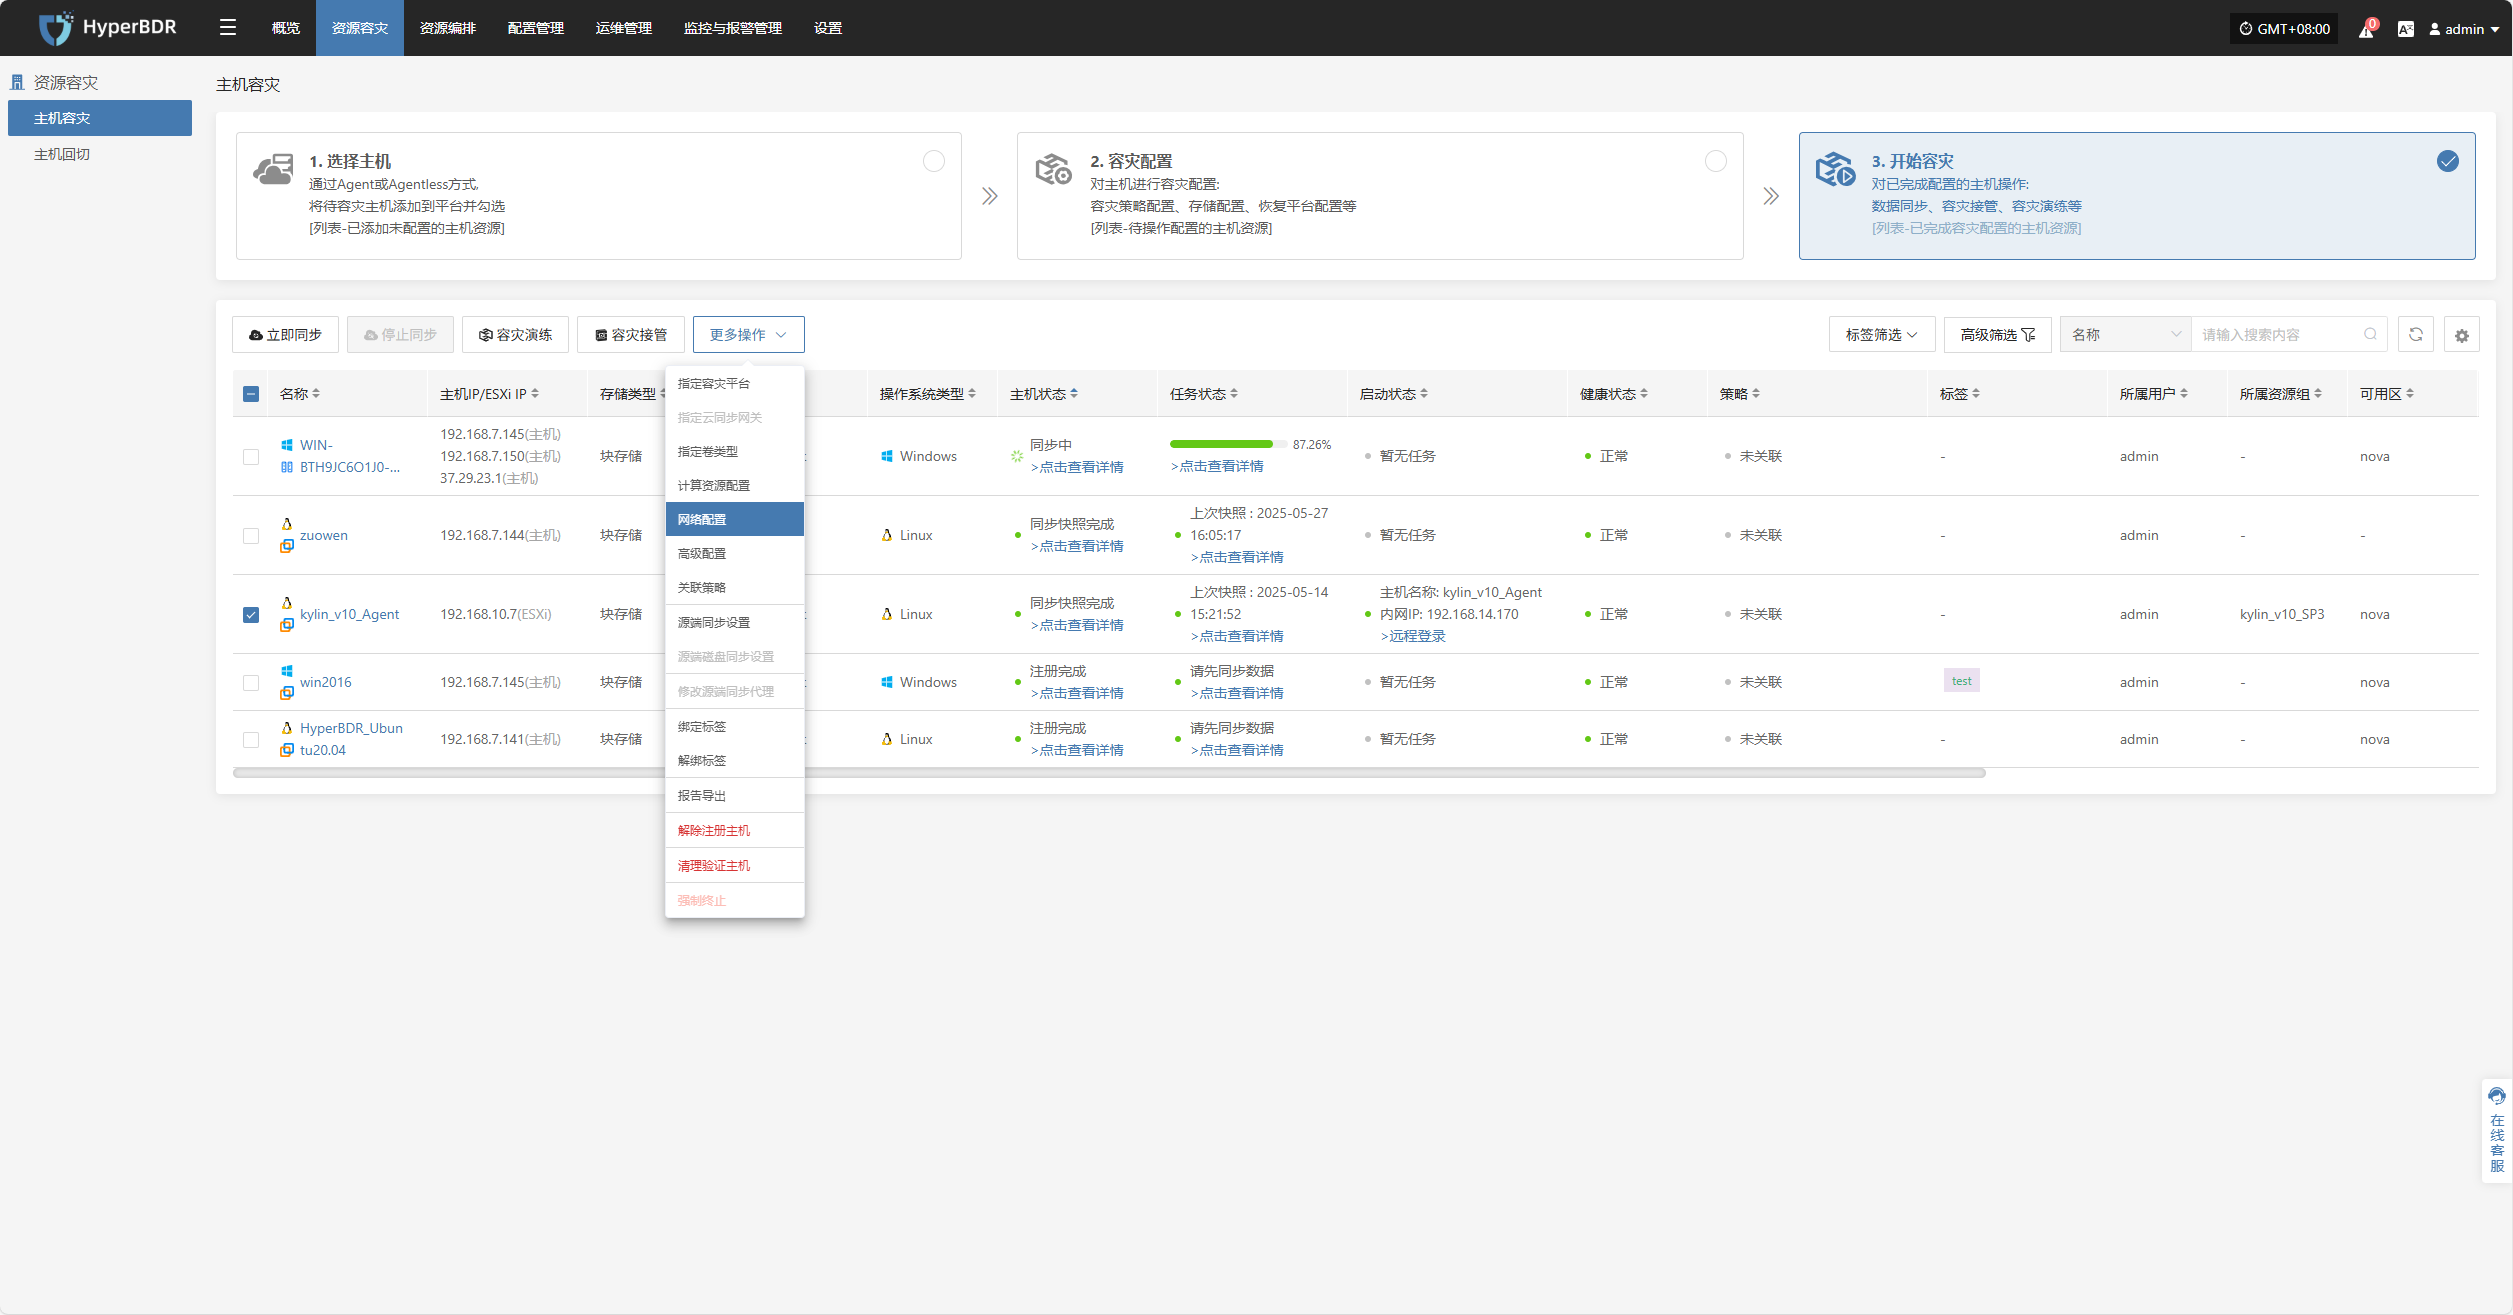 HyperBDR
概览
资源容灾
资源编排
配置管理
运维管理
监控与报警管理
设置
GMT+08:00
0
admin
资源容灾
主机容灾
主机回切
主机容灾
1. 选择主机
通过Agent或Agentless方式,
将待容灾主机添加到平台并勾选
[列表-已添加未配置的主机资源]
2. 容灾配置
对主机进行容灾配置:
容灾策略配置、存储配置、恢复平台配置等
[列表-待操作配置的主机资源]
3. 开始容灾
对已完成配置的主机操作:
数据同步、容灾接管、容灾演练等
[列表-已完成容灾配置的主机资源]
立即同步
停止同步
容灾演练
容灾接管
更多操作
标签筛选
高级筛选
名称
请输入搜索内容
名称
主机IP/ESXi IP
存储类型
操作系统类型
主机状态
任务状态
启动状态
健康状态
策略
标签
所属用户
所属资源组
可用区
WIN-
BTH9JC6O1J0-...
192.168.7.145(主机)
192.168.7.150(主机)
37.29.23.1(主机)
块存储
Windows
同步中
>点击查看详情
87.26%
>点击查看详情
暂无任务
正常
未关联
-
admin
-
nova
zuowen
192.168.7.144(主机)
块存储
Linux
同步快照完成
>点击查看详情
上次快照 : 2025-05-27
16:05:17
>点击查看详情
暂无任务
正常
未关联
-
admin
-
-
kylin_v10_Agent
192.168.10.7(ESXi)
块存储
Linux
同步快照完成
>点击查看详情
上次快照 : 2025-05-14
15:21:52
>点击查看详情
主机名称: kylin_v10_Agent
内网IP: 192.168.14.170
>远程登录
正常
未关联
-
admin
kylin_v10_SP3
nova
win2016
192.168.7.145(主机)
块存储
Windows
注册完成
>点击查看详情
请先同步数据
>点击查看详情
暂无任务
正常
未关联
test
admin
-
nova
HyperBDR_Ubun
tu20.04
192.168.7.141(主机)
块存储
Linux
注册完成
>点击查看详情
请先同步数据
>点击查看详情
暂无任务
正常
未关联
-
admin
-
nova
指定容灾平台
指定云同步网关
指定卷类型
计算资源配置
网络配置
高级配置
关联策略
源端同步设置
源端磁盘同步设置
修改源端同步代理
绑定标签
解绑标签
报告导出
解除注册主机
清理验证主机
强制终止
在线客服